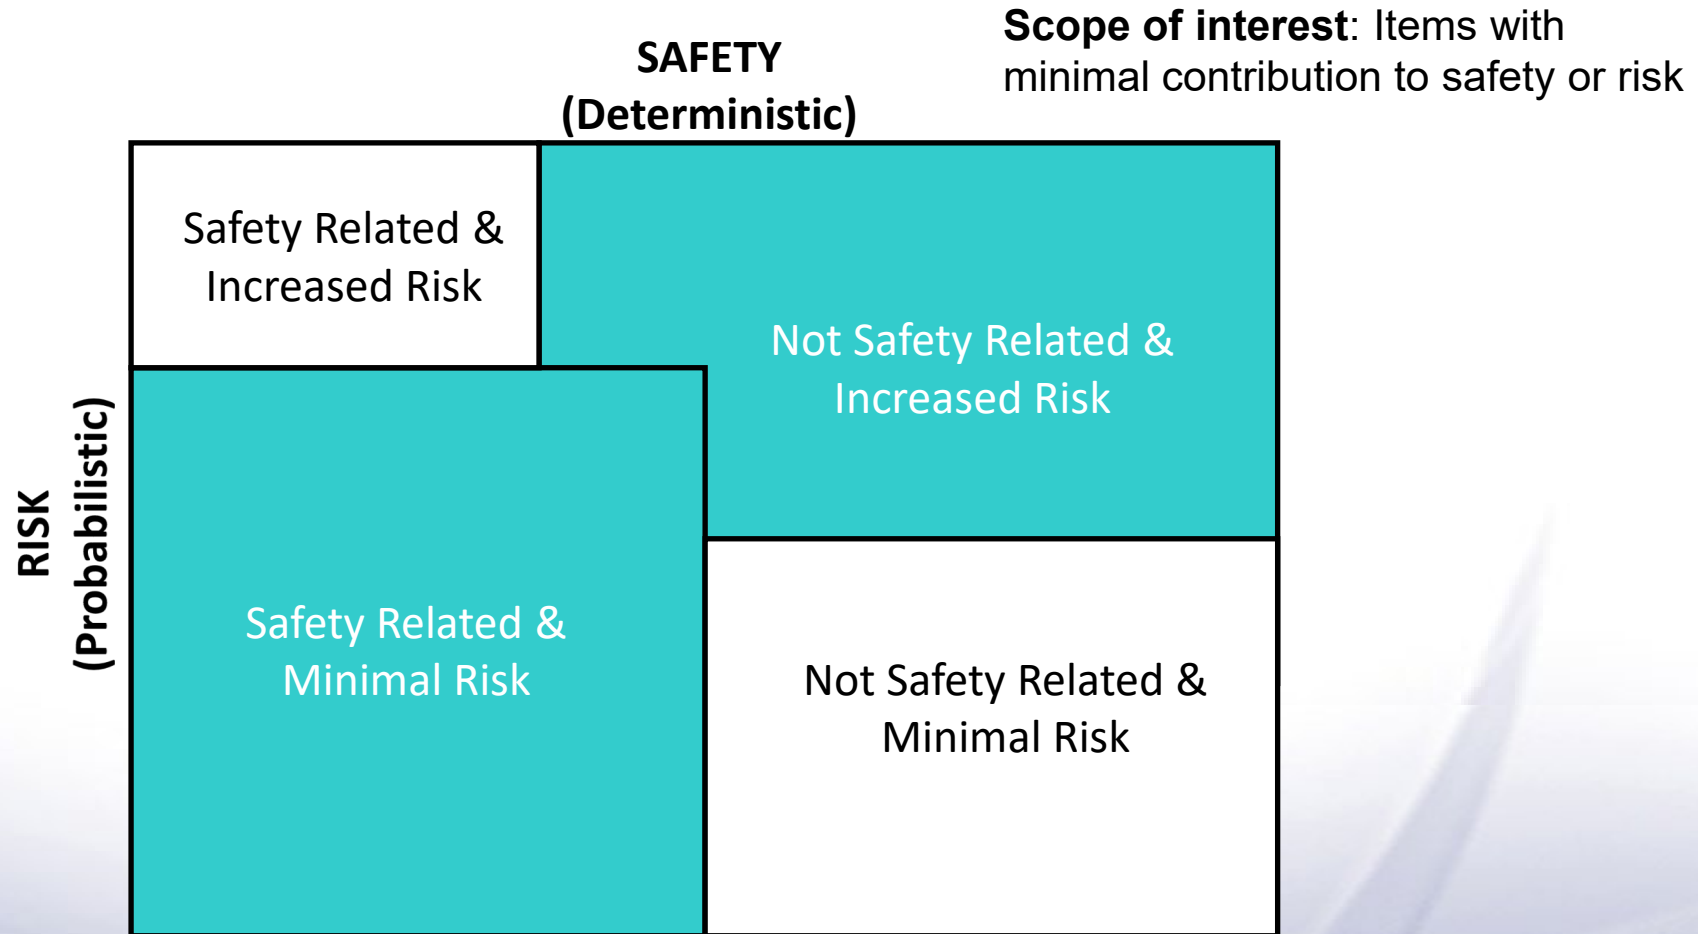 Scope of interest: Items with
minimal contribution to safety or risk
SAFETY
(Deterministic)
RISK
(Probabilistic)
Safety Related &
Increased Risk
Not Safety Related &
Increased Risk
Safety Related &
Minimal Risk
Not Safety Related &
Minimal Risk